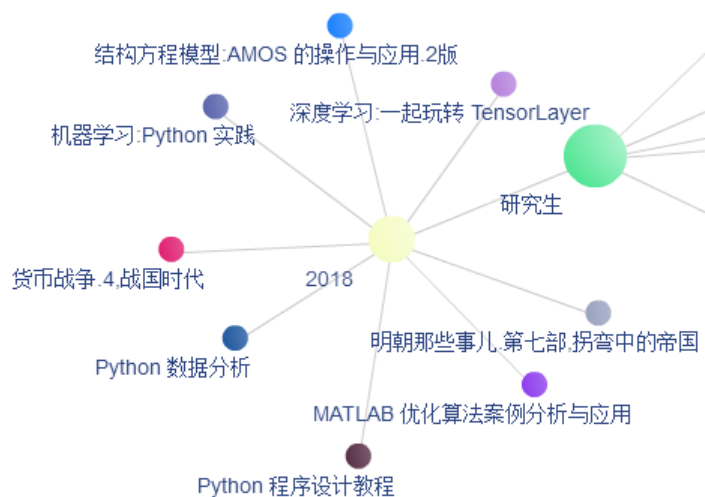 结构方程模型:AMOS 的操作与应用.2版
深度学习:一起玩转 TensorLayer
机器学习:Python 实践
研究生
货币战争.4,战国时代
2018
明朝那些事儿.第七部,拐弯中的帝国
Python 数据分析
MATLAB 优化算法案例分析与应用
Python 程序设计教程